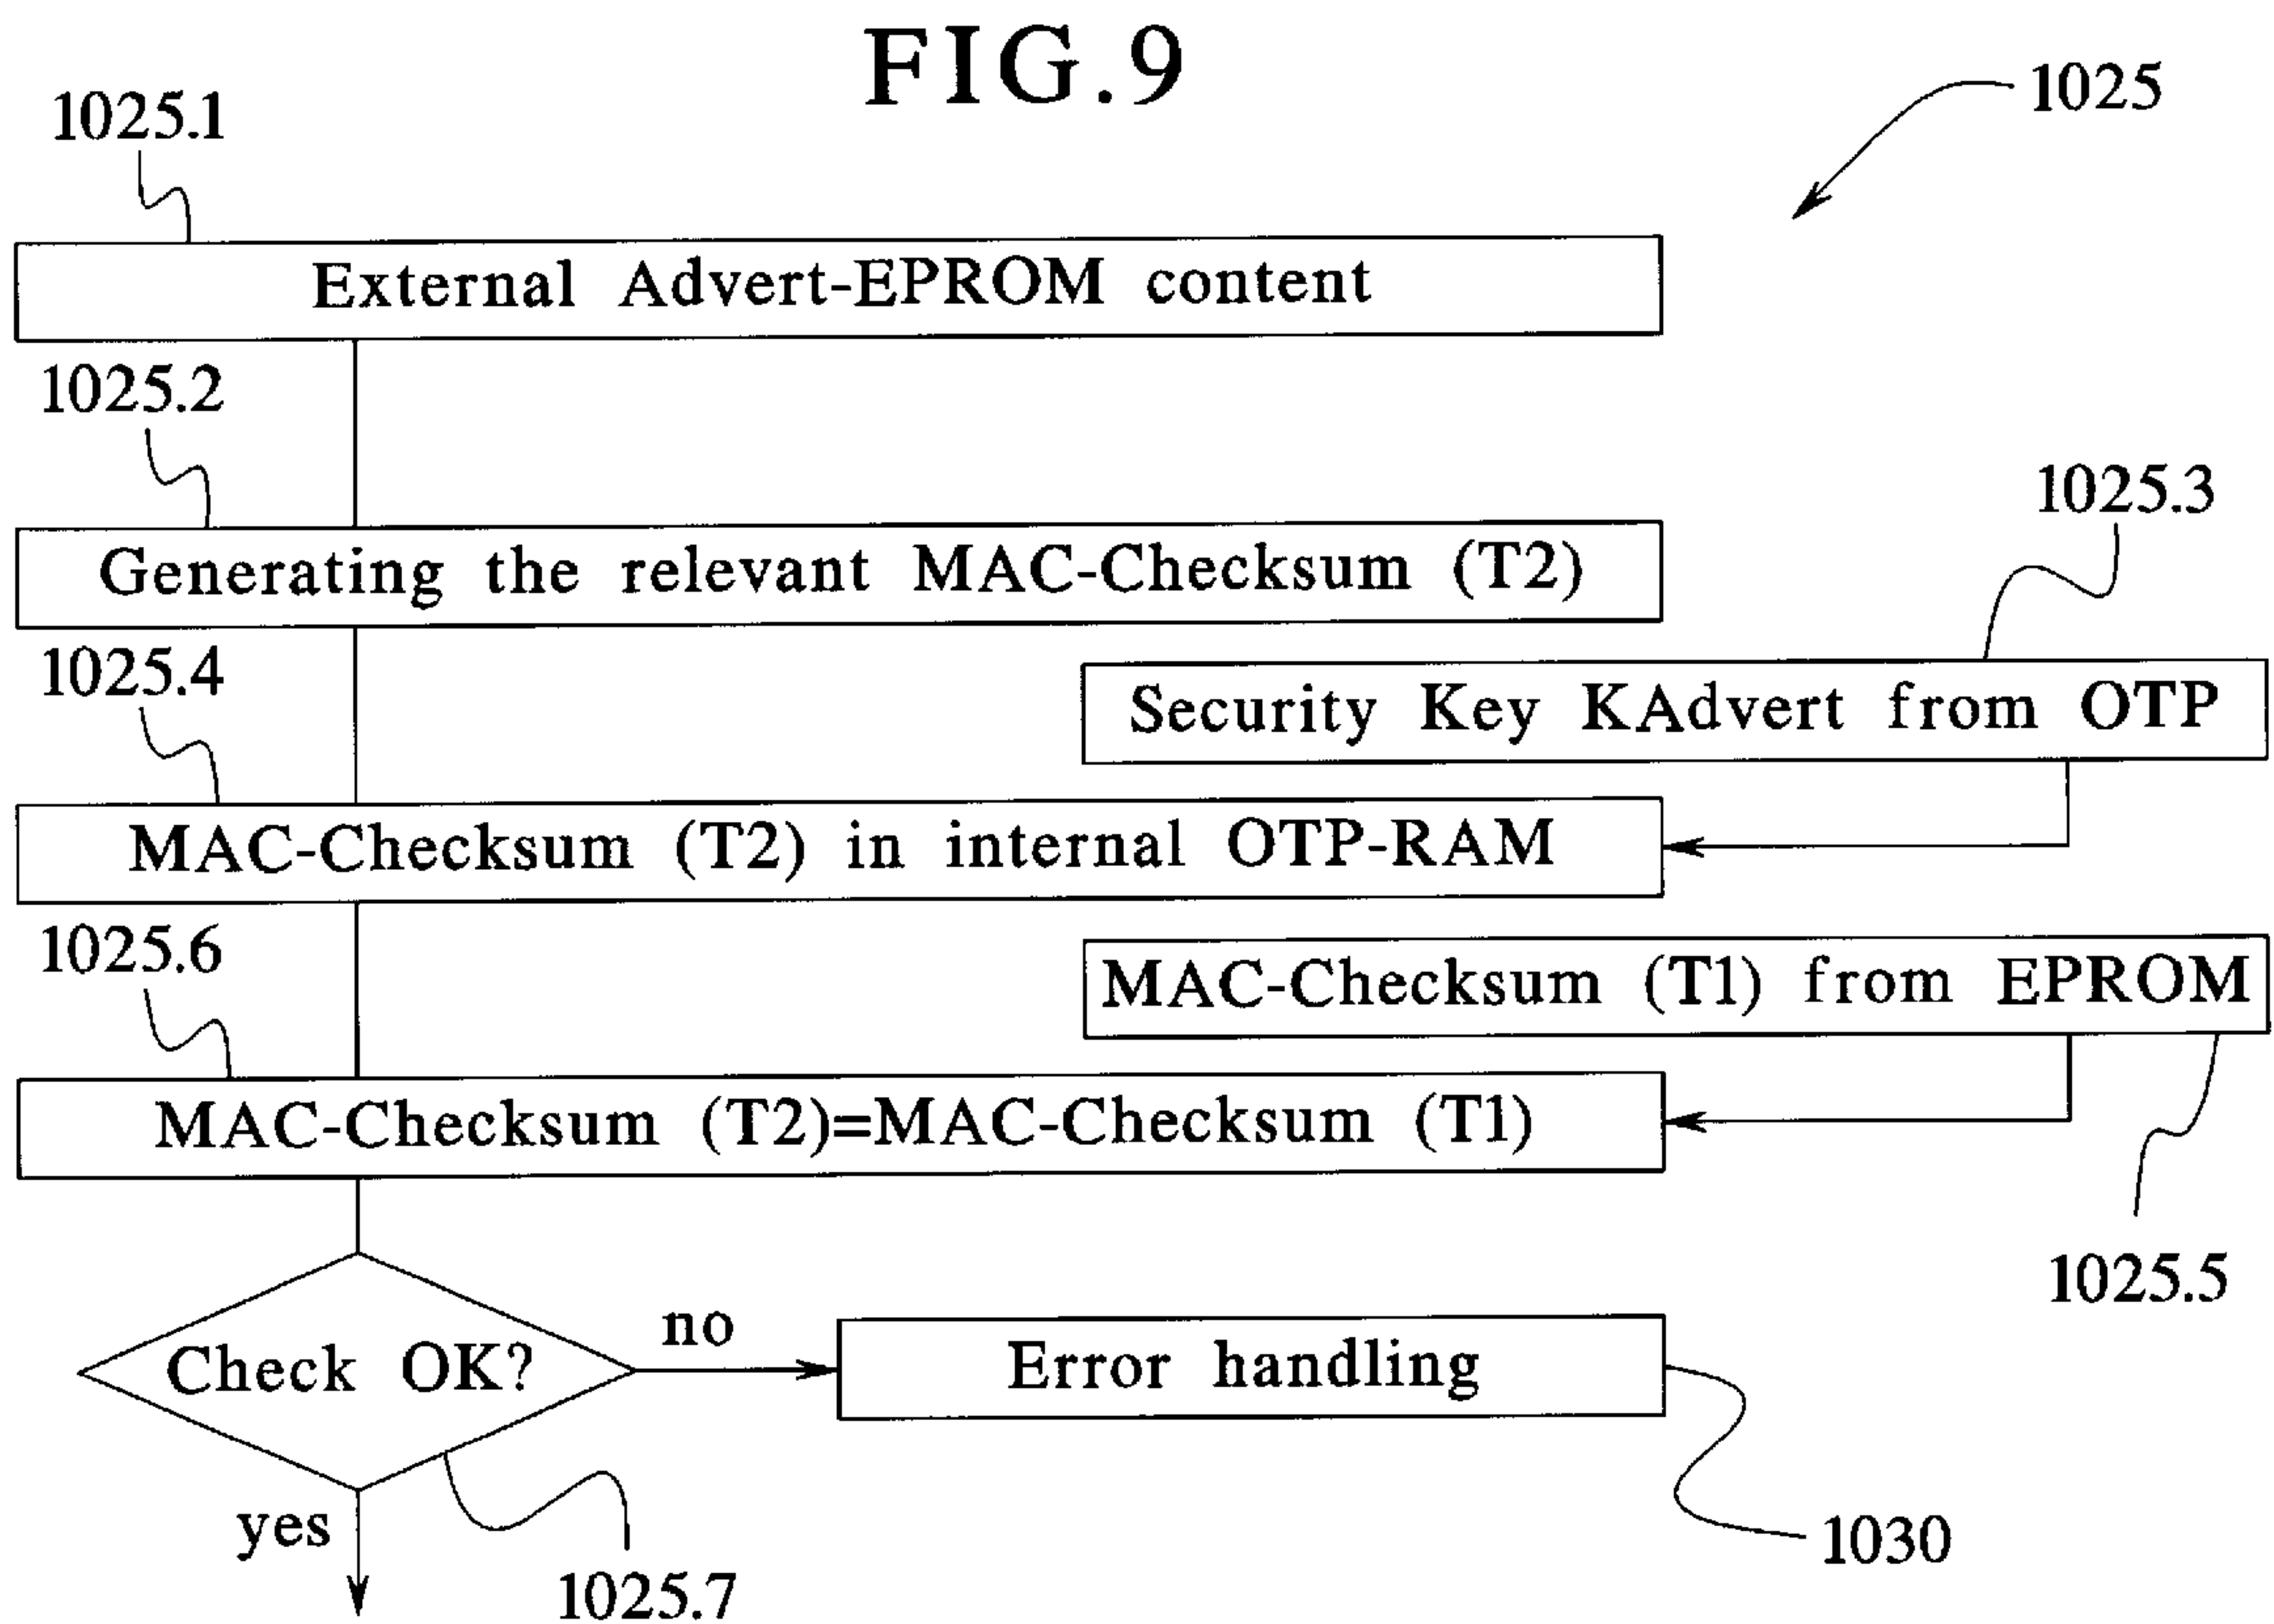 FIG.9
1025
1025.1
External Advert-EPROM content
1025.2
Generating the relevant MAC-Checksum (T2)
1025.3
Security Key KAdvert from OTP
1025.4
MAC-Checksum (T2) in internal OTP-RAM
MAC-Checksum (T1) from EPROM
1025.5
1025.6
MAC-Checksum (T2)=MAC-Checksum (T1)
Check OK?
no
Error handling
1030
yes
1025.7